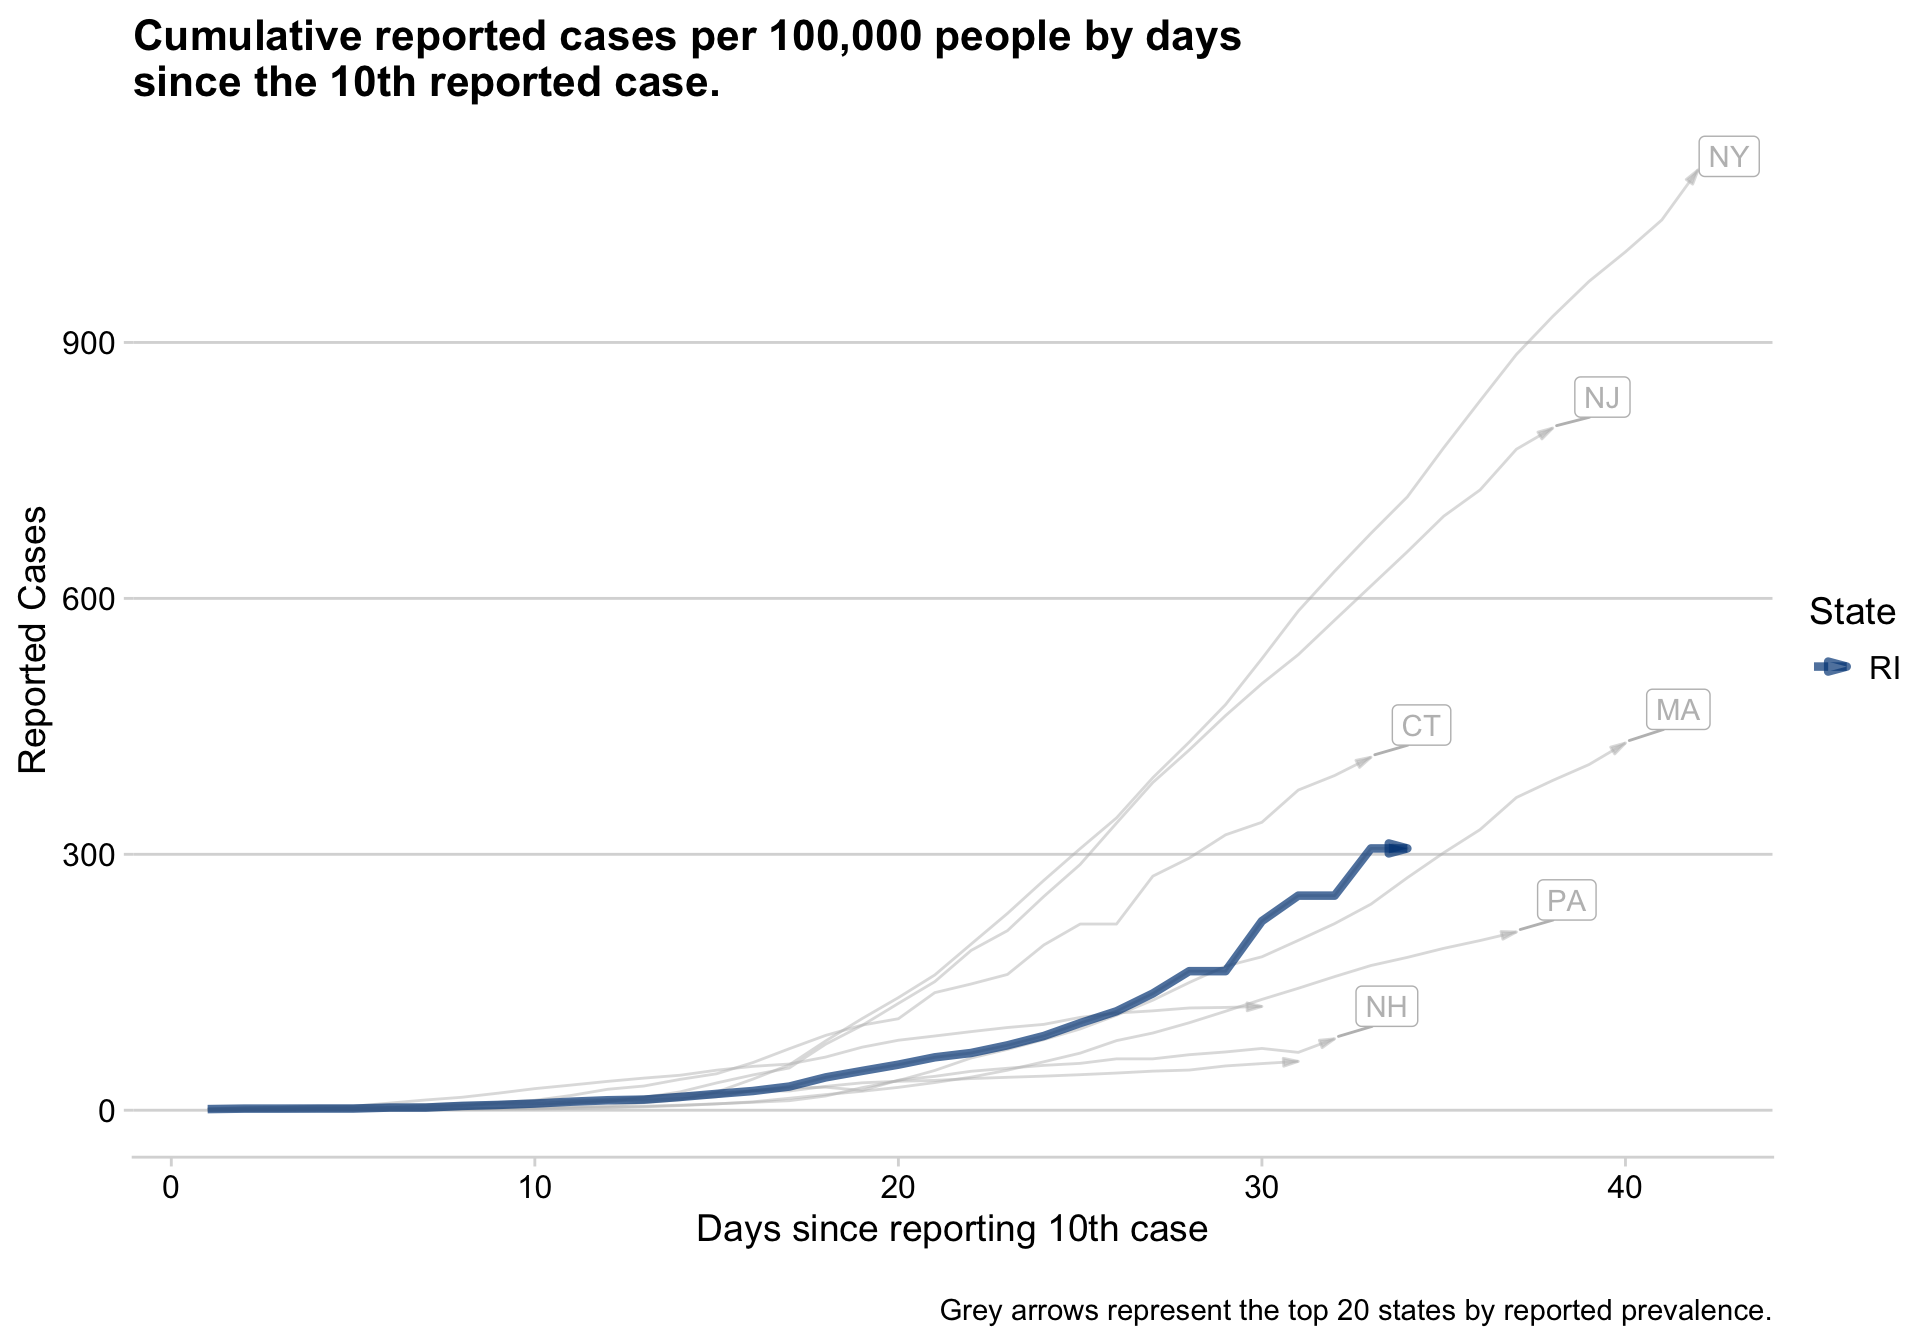 Cumulative reported cases per 100,000 people by days
since the 10th reported case.
NY
900
NJ
Reported Cases
600
State
RI
MA
CT
300
PA
NH
0
0 10 20 30 40
Days since reporting 10th case
Grey arrows represent the top 20 states by reported prevalence.